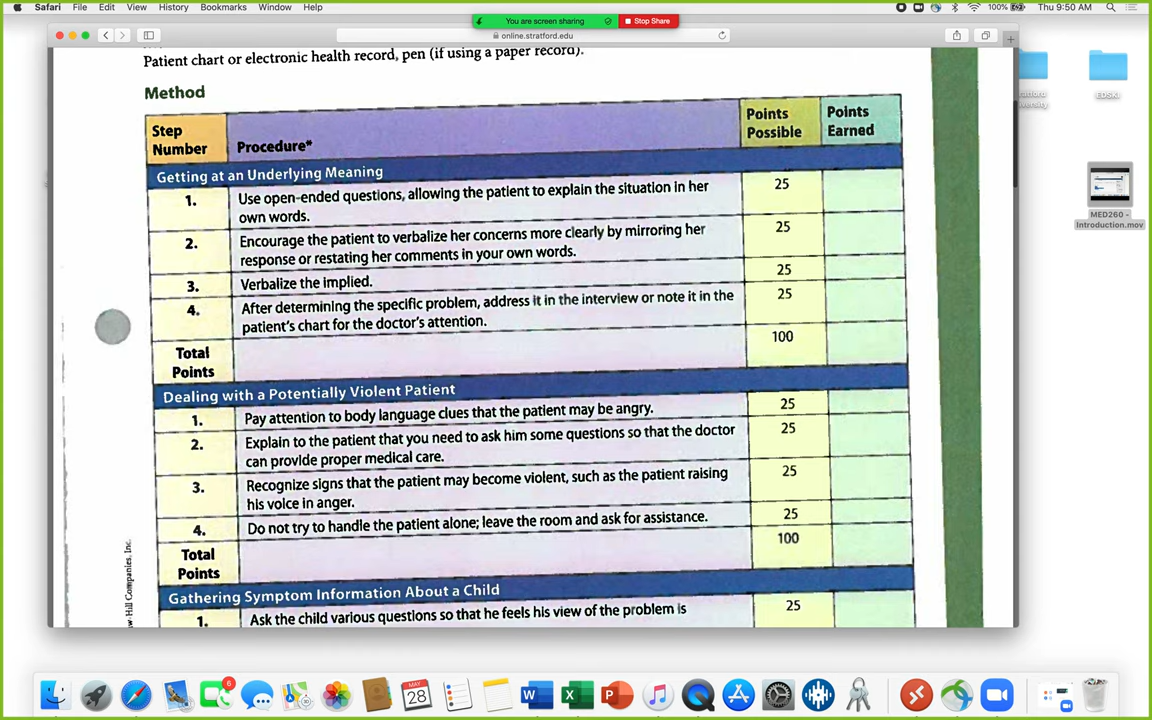 Safari File Edit View History Bookmarks Window Help 100% Thu 9:50 AM
You are screen sharing Stop Share
online.stratford.edu
Patient chart or electronic health record, pen (if using a paper record).
Method
Step Number Procedure* Points Possible Points Earned
Getting at an Underlying Meaning
1. Use open-ended questions, allowing the patient to explain the situation in her 25
own words.
2. Encourage the patient to verbalize her concerns more clearly by mirroring her 25
response or restating her comments in your own words.
3. Verbalize the implied. 25
4. After determining the specific problem, address it in the interview or note it in the 25
patient's chart for the doctor's attention.
Total Points 100
Dealing with a Potentially Violent Patient
1. Pay attention to body language clues that the patient may be angry. 25
2. Explain to the patient that you need to ask him some questions so that the doctor 25
can provide proper medical care.
3. Recognize signs that the patient may become violent, such as the patient raising 25
his voice in anger.
4. Do not try to handle the patient alone; leave the room and ask for assistance. 25
Total Points 100
Gathering Symptom Information About a Child
1. Ask the child various questions so that he feels his view of the problem is 25
Hill Companies, Inc.
EDSKI
MED260 -
Introduction.mov
6
MAY
28